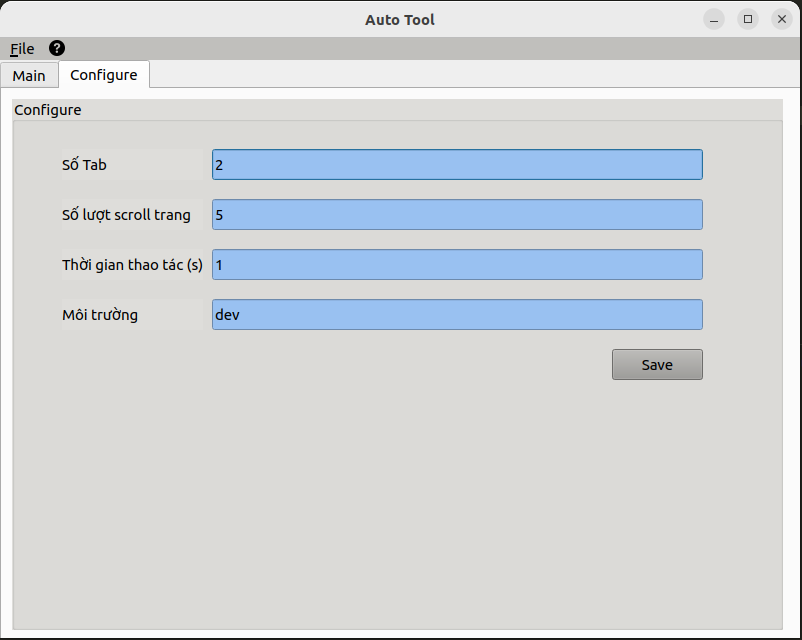 Auto Tool
File ?
Main Configure
Configure
Số Tab 2
Số lượt scroll trang 5
Thời gian thao tác (s) 1
Môi trường dev
Save